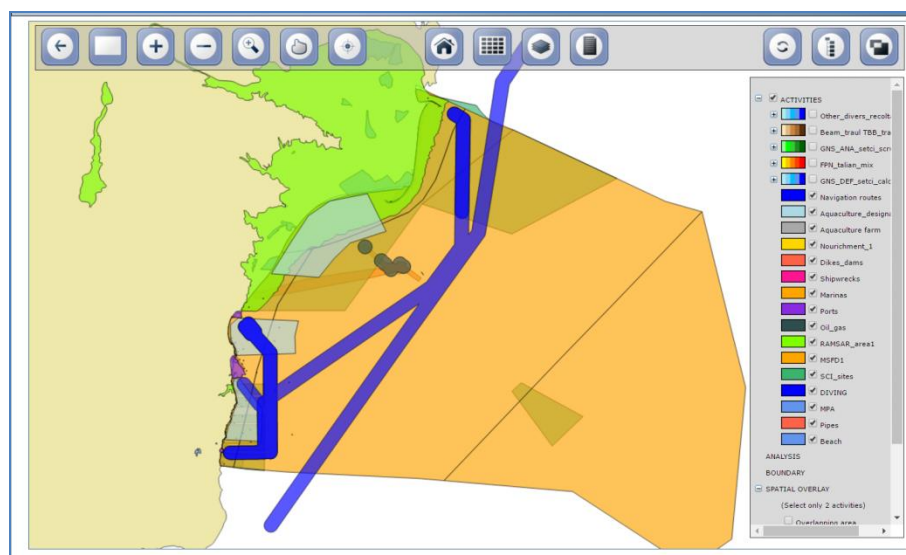 ACTIVITIES
Other_divers_recolt
Beam_traul TBB_tra
GNS_ANA_setci_scr
FPN_talian_mix
GNS_DEP_setci_calc
Navigation routes
Aquaculture_design
Aquaculture farm
Nourichment_1
Dikes_dams
Shipwrecks
Marinas
Ports
Oil_gas
RAMSAR_area1
MSFD1
SCI_sites
DIVING
MPA
Pipes
Beach
ANALYSIS
BOUNDARY
SPATIAL OVERLAY
(Select only 2 activities)
Overlapping area